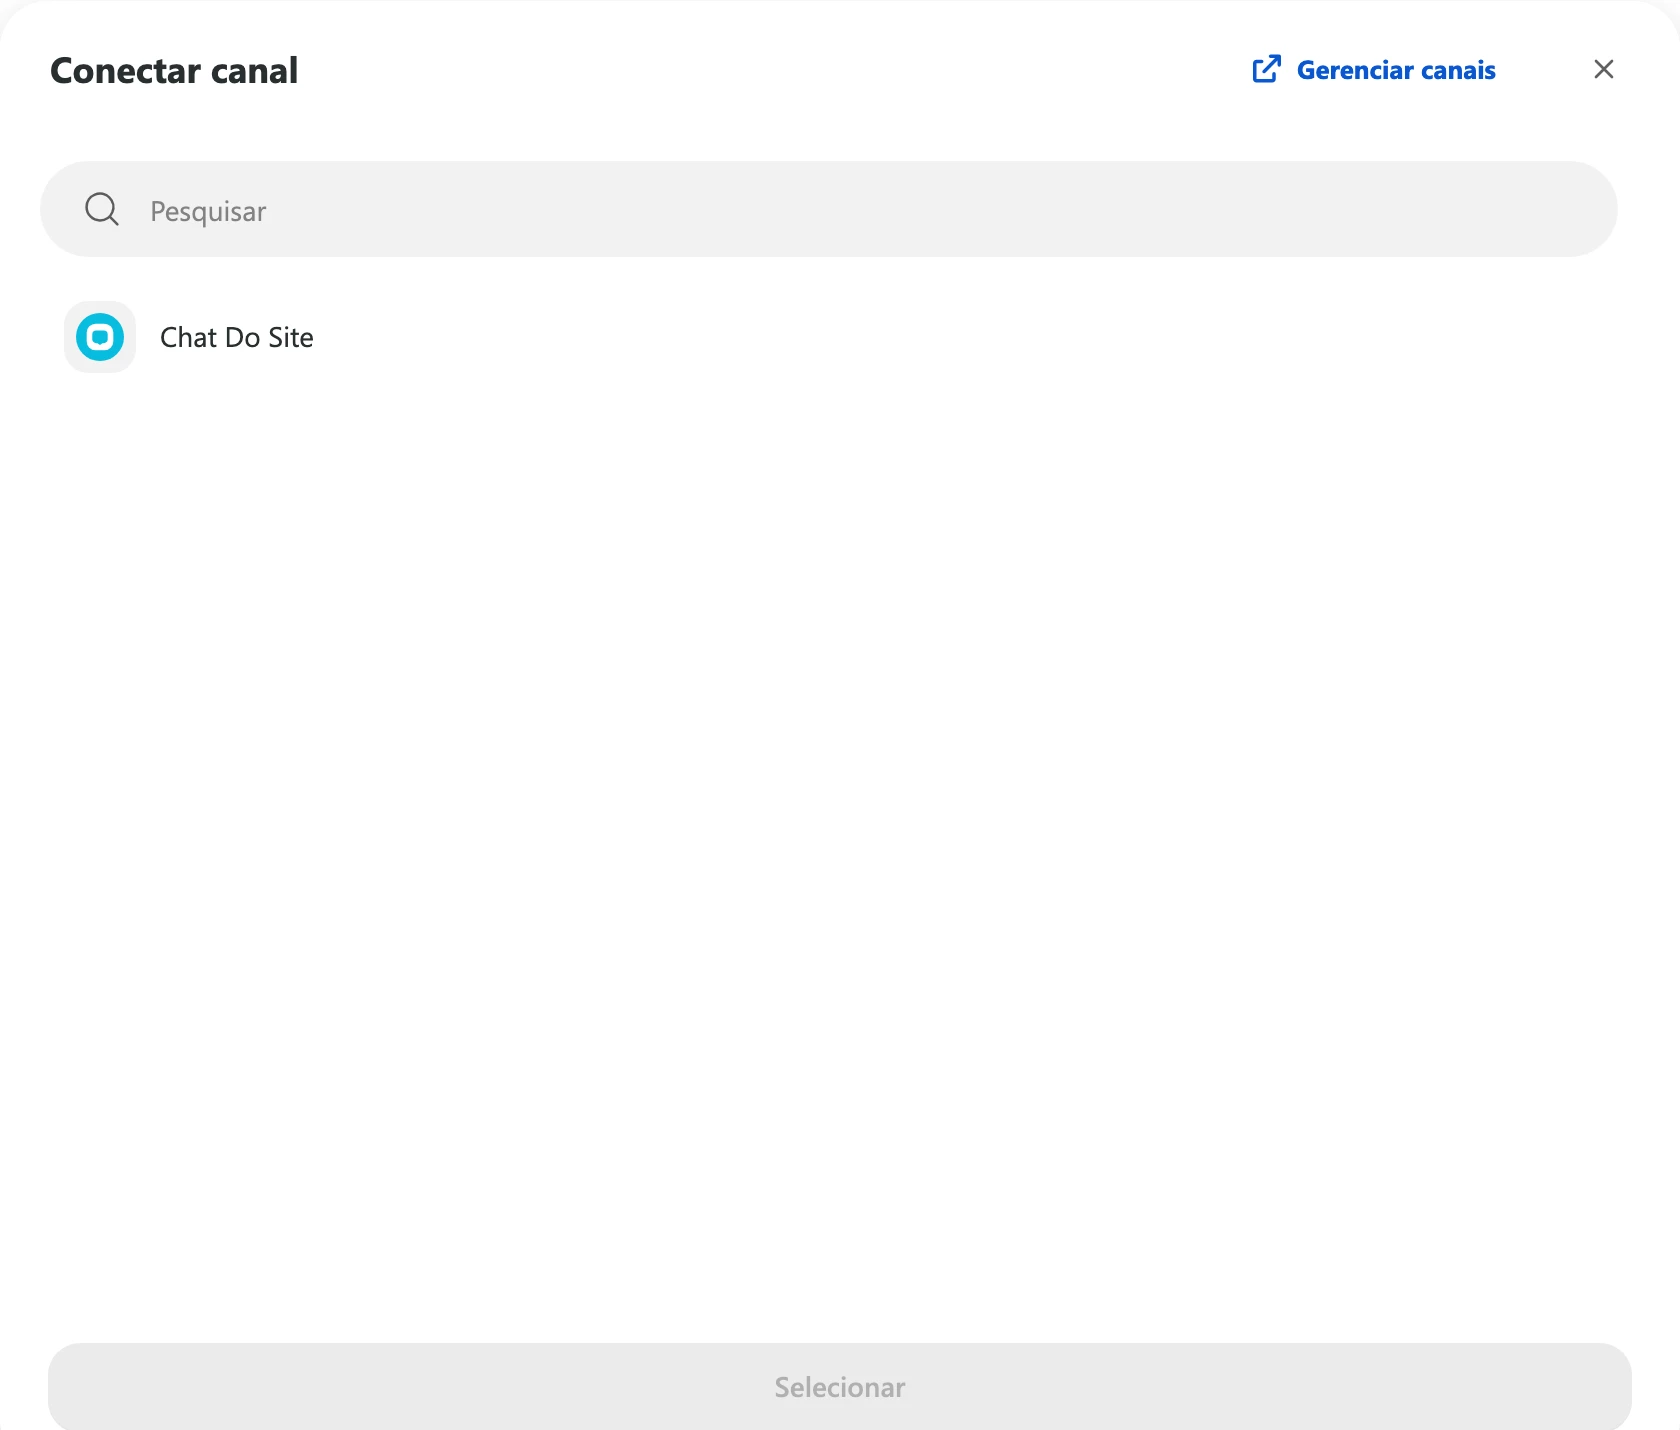 Conectar canal
Gerenciar canais
Pesquisar
Chat Do Site
Selecionar